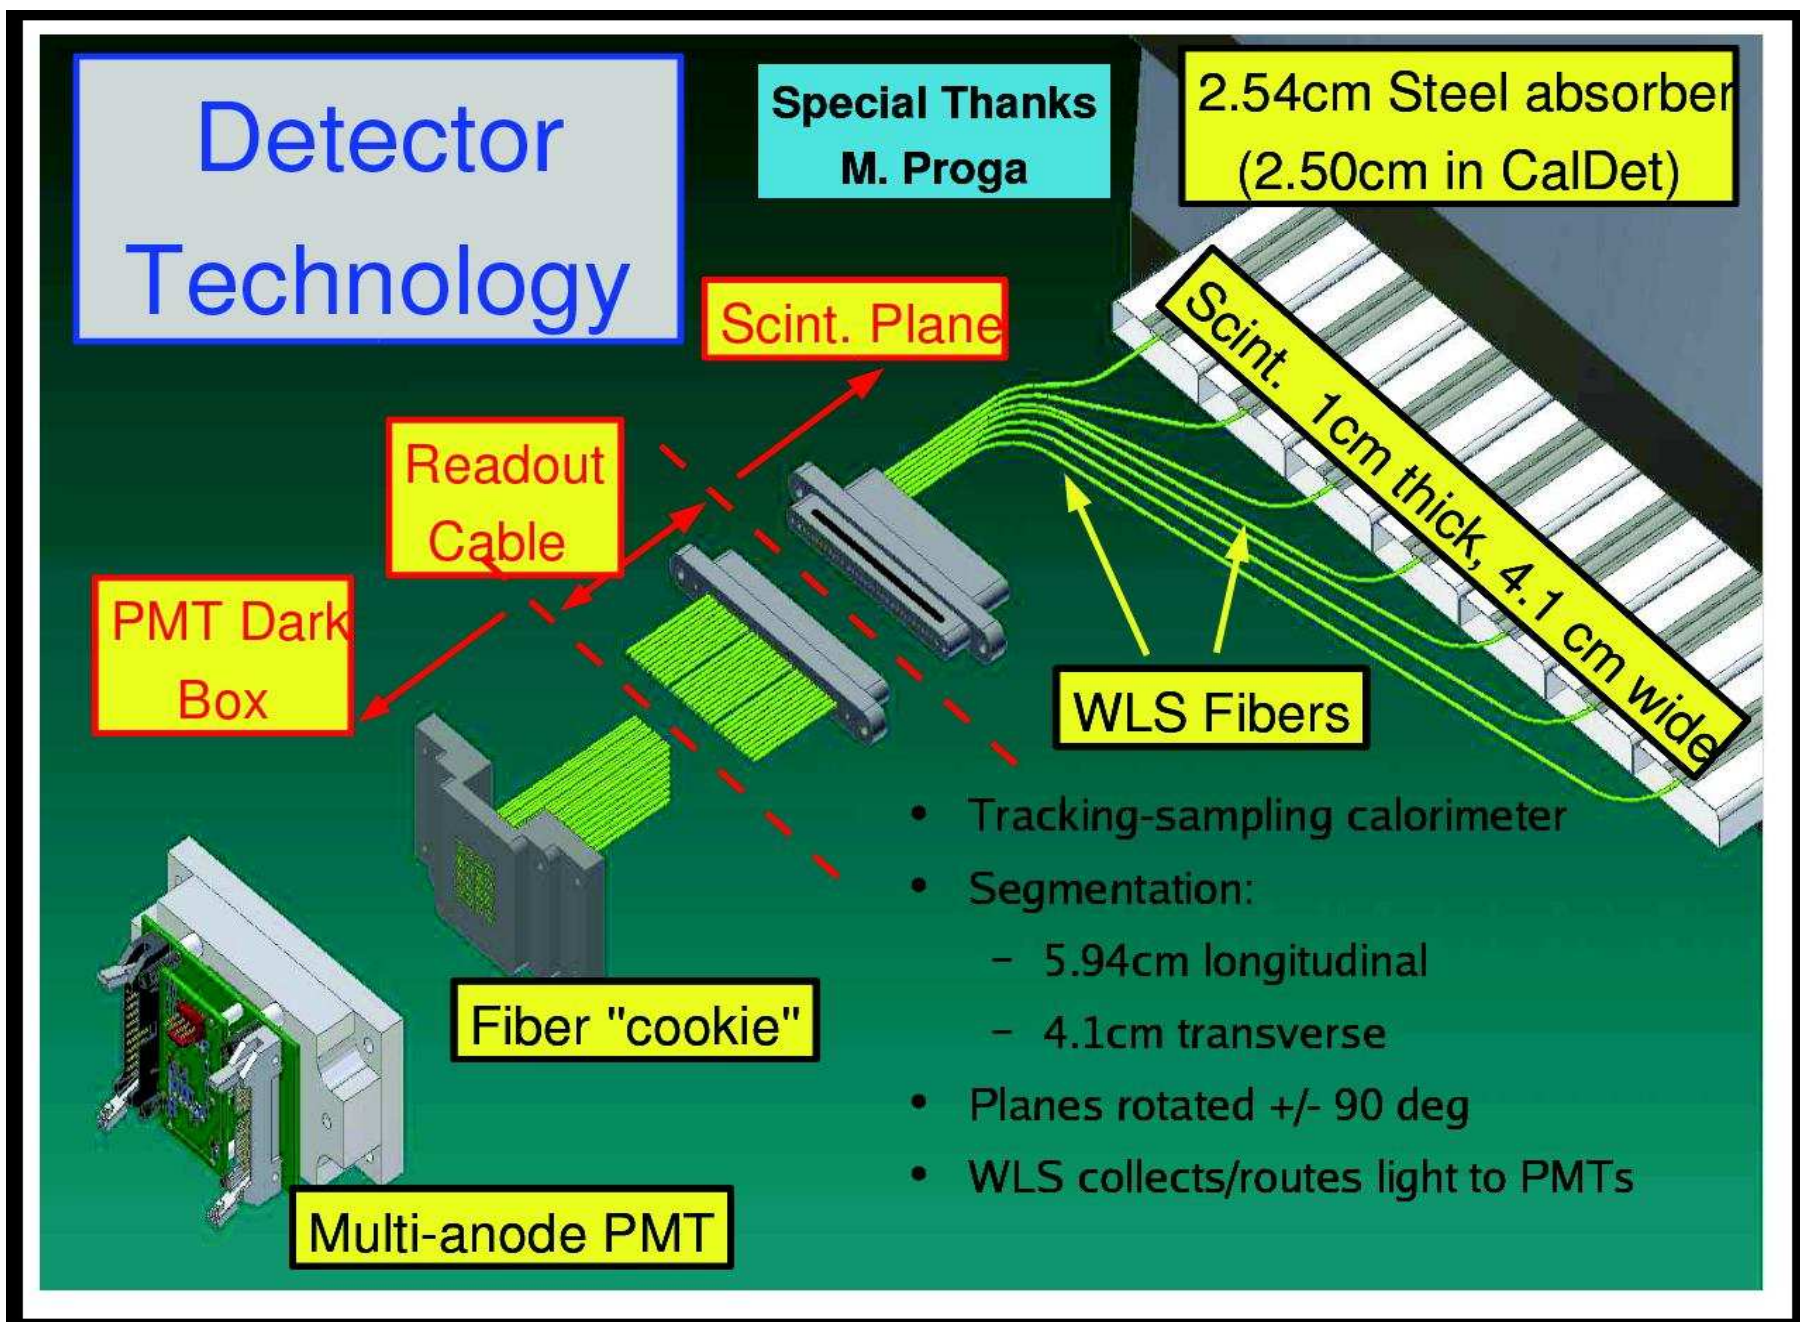 Detector
Technology
Special Thanks
M. Proga
2.54cm Steel absorber
(2.50cm in CalDet)
Scint. Plane
Scint. 1cm thick, 4.1 cm wide
Readout
Cable
PMT Dark
Box
WLS Fibers
• Tracking-sampling calorimeter
• Segmentation:
– 5.94cm longitudinal
– 4.1cm transverse
• Planes rotated +/- 90 deg
• WLS collects/routes light to PMTs
Fiber "cookie"
Multi-anode PMT